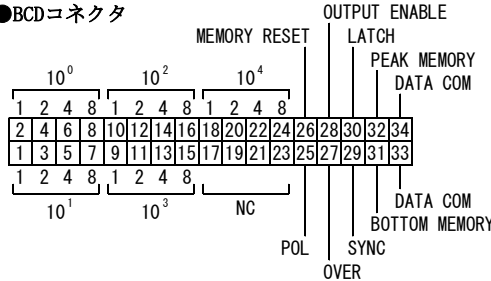 ●BCDコネクタ
OUTPUT ENABLE
MEMORY RESET LATCH
PEAK MEMORY
10⁰ 10² 10⁴ DATA COM
1 2 4 8 1 2 4 8 1 2 4 8
2 4 6 8 10 12 14 16 18 20 22 24 26 28 30 32 34
1 3 5 7 9 11 13 15 17 19 21 23 25 27 29 31 33
1 2 4 8 1 2 4 8
10¹ 10³ NC DATA COM
BOTTOM MEMORY
POL SYNC
OVER